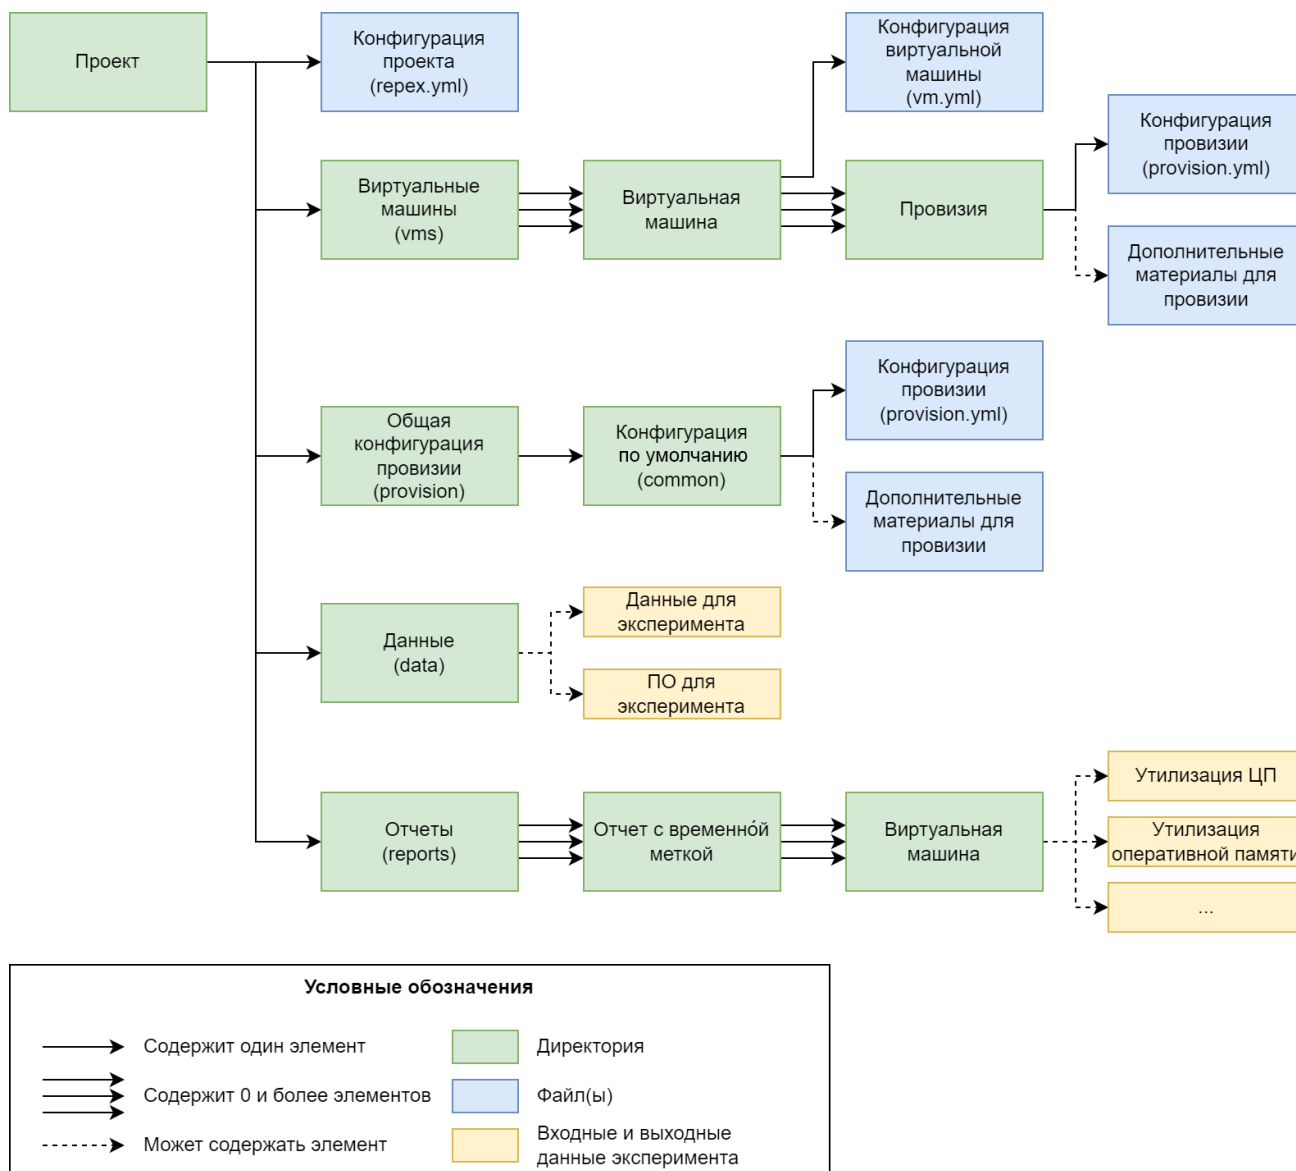 Проект
Конфигурация
проекта
(repex.yml)
Конфигурация
виртуальной
машины
(vm.yml)
Конфигурация
провизии
(provision.yml)
Виртуальные
машины
(vms)
Виртуальная
машина
Провизия
Дополнительные
материалы для
провизии
Общая
конфигурация
провизии
(provision)
Конфигурация
по умолчанию
(common)
Конфигурация
провизии
(provision.yml)
Дополнительные
материалы для
провизии
Данные
(data)
Данные для
эксперимента
ПО для
эксперимента
Отчеты
(reports)
Отчет с временно́й
меткой
Виртуальная
машина
Утилизация ЦП
Утилизация
оперативной памяти
...
Условные обозначения
Содержит один элемент
Директория
Содержит 0 и более элементов
Файл(ы)
Может содержать элемент
Входные и выходные
данные эксперимента